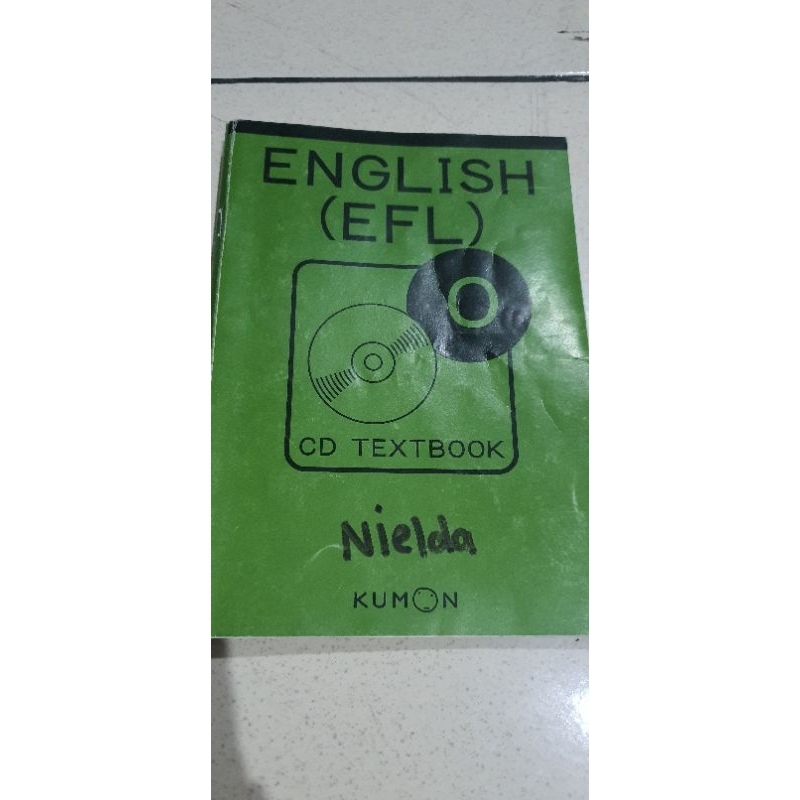 ENGLISH
(EFL)
O
CD TEXTBOOK
Nielda
KUMON